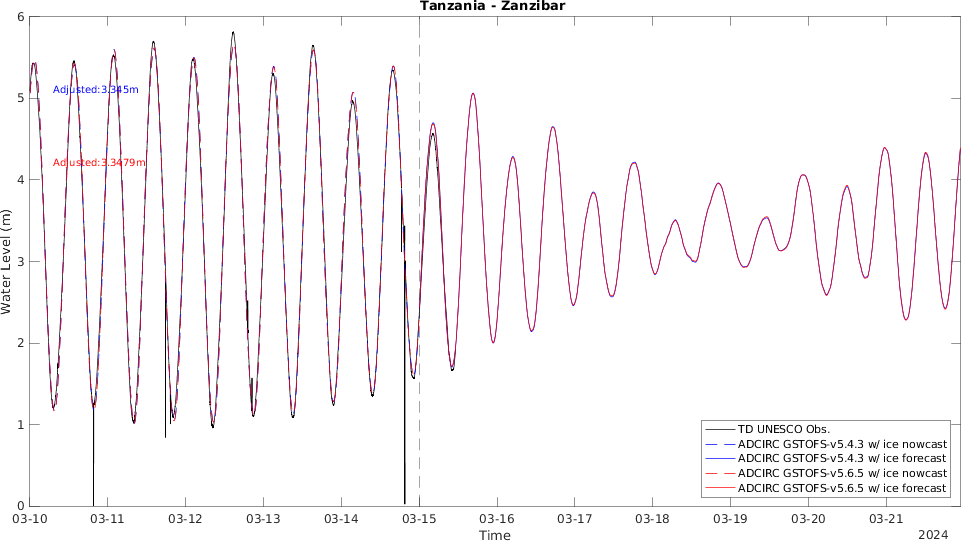 Tanzania - Zanzibar
6
5
4
3
2
1
0
Water Level (m)
Adjusted:3.345m
Adjusted:3.3479m
TD UNESCO Obs.
ADCIRC GSTOFS-v5.4.3 w/ ice nowcast
ADCIRC GSTOFS-v5.4.3 w/ ice forecast
ADCIRC GSTOFS-v5.6.5 w/ ice nowcast
ADCIRC GSTOFS-v5.6.5 w/ ice forecast
03-10 03-11 03-12 03-13 03-14 03-15 03-16 03-17 03-18 03-19 03-20 03-21
Time
2024